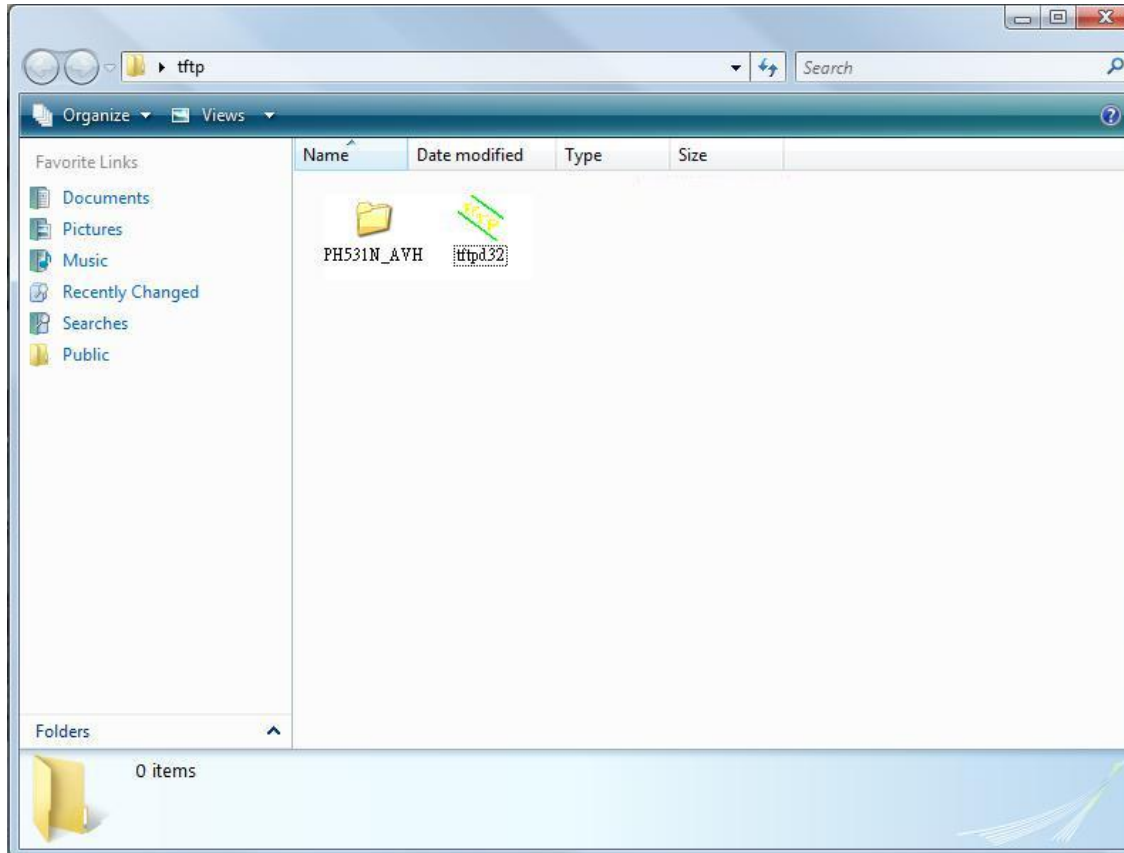 tftp
Search
Organize Views
Favorite Links
Name Date modified Type Size
Documents
Pictures
Music
Recently Changed
Searches
Public
PH531N_AVH tftpd32
Folders
0 items